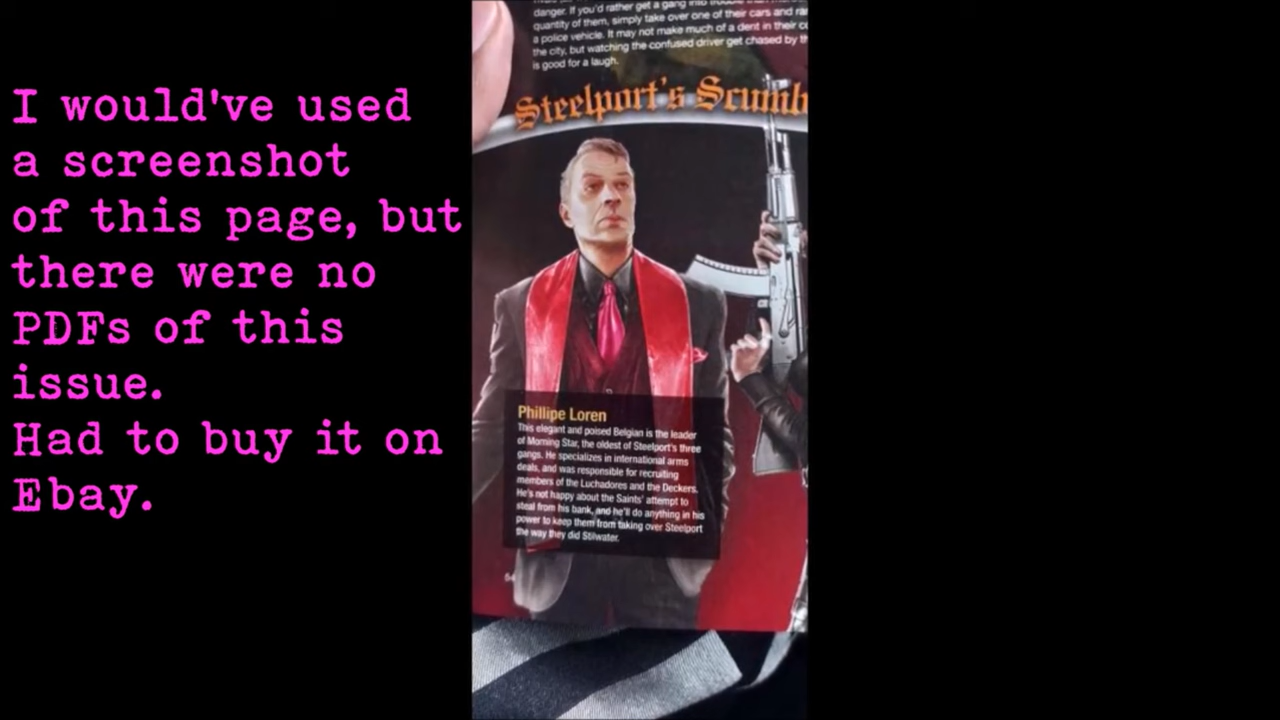 I would've used
a screenshot
of this page, but
there were no
PDFs of this
issue.
Had to buy it on
Ebay.
danger. If you'd rather get a gang into trouble than
quantity of them, simply take over one of their cars and
a police vehicle. It may not make much of a dent in their
the city, but watching the confused driver get chased by
is good for a laugh.
Steelport's
Phillipe Loren
This elegant and poised Belgian is the leader
of Morning Star, the oldest of Steelport's three
gangs. He specializes in international arms
deals, and was responsible for recruiting
members of the Luchadores and the Deckers.
He's not happy about the Saints' attempt to
steal from his bank, and he'll do anything in his
power to keep them from taking over Steelport
the way they did Stilwater.